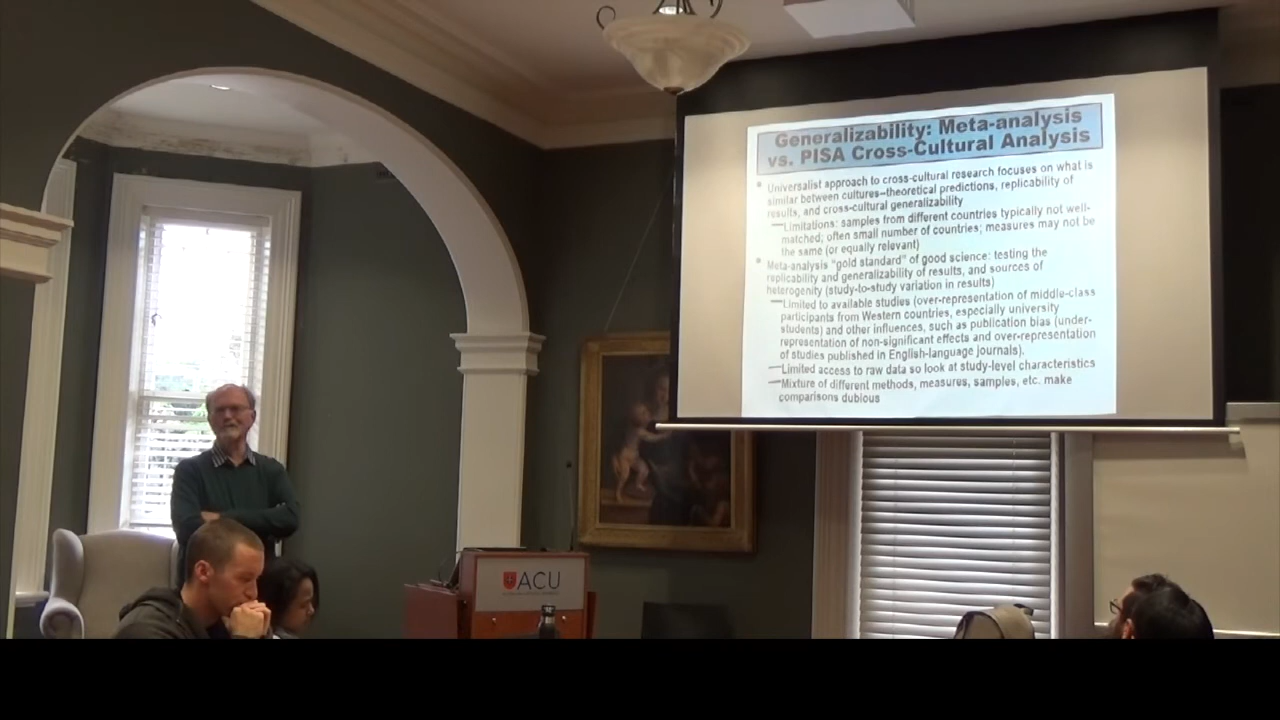 Generalizability: Meta-analysis
vs. PISA Cross-Cultural Analysis
• Universalist approach to cross-cultural research focuses on what is
similar between cultures–theoretical predictions, replicability of
results, and cross-cultural generalizability
—Limitations: samples from different countries typically not well-
matched; often small number of countries; measures may not be
the same (or equally relevant)
• Meta-analysis "gold standard" of good science: testing the
replicability and generalizability of results, and sources of
heterogenity (study-to-study variation in results)
—Limited to available studies (over-representation of middle-class
participants from Western countries, especially university
students) and other influences, such as publication bias (under-
representation of non-significant effects and over-representation
of studies published in English-language journals).
—Limited access to raw data so look at study-level characteristics
—Mixture of different methods, measures, samples, etc. make
comparisons dubious
ACU